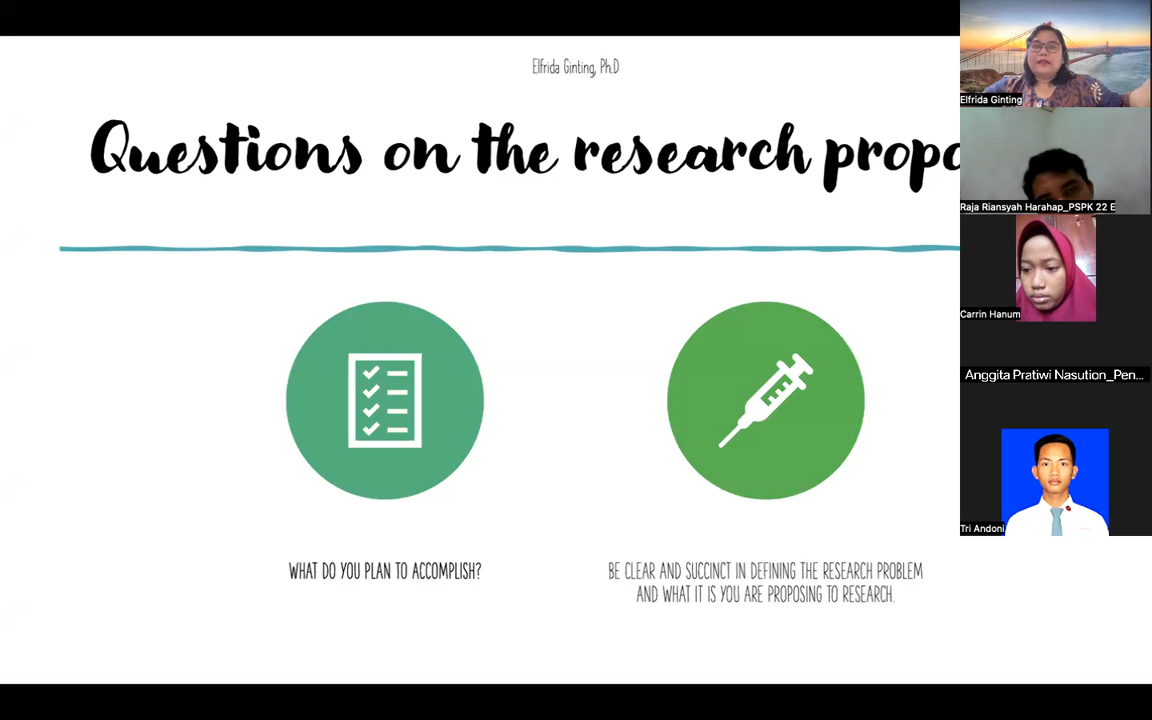 Elfrida Ginting, Ph.D
Questions on the research propo
WHAT DO YOU PLAN TO ACCOMPLISH?
BE CLEAR AND SUCCINCT IN DEFINING THE RESEARCH PROBLEM
AND WHAT IT IS YOU ARE PROPOSING TO RESEARCH.
Elfrida Ginting
Raja Riansyah Harahap_PSPK 22 E
Carrin Hanum
Anggita Pratiwi Nasution_Pen...
Tri Andoni